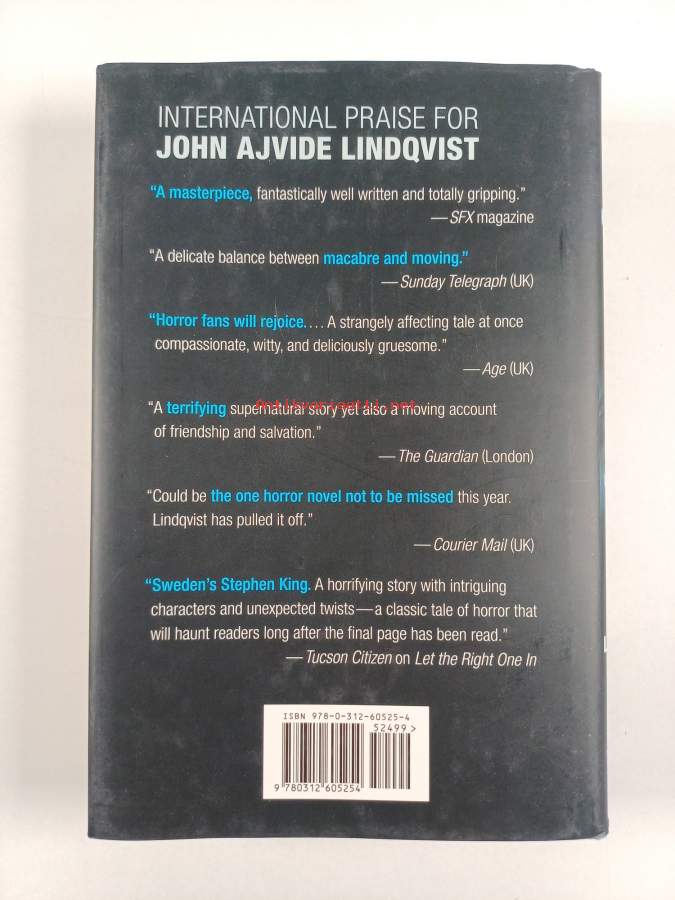 INTERNATIONAL PRAISE FOR
JOHN AJVIDE LINDQVIST
“A masterpiece, fantastically well written and totally gripping.”
—SFX magazine
“A delicate balance between macabre and moving.”
—Sunday Telegraph (UK)
“Horror fans will rejoice.... A strangely affecting tale at once
compassionate, witty, and deliciously gruesome.”
—Age (UK)
Antikvariaatti.net
“A terrifying supernatural story yet also a moving account
of friendship and salvation.”
—The Guardian (London)
“Could be the one horror novel not to be missed this year.
Lindqvist has pulled it off.”
—Courier Mail (UK)
“Sweden’s Stephen King. A horrifying story with intriguing
characters and unexpected twists—a classic tale of horror that
will haunt readers long after the final page has been read.”
—Tucson Citizen on Let the Right One In
ISBN 978-0-312-60525-4
52499>
9 780312 605254